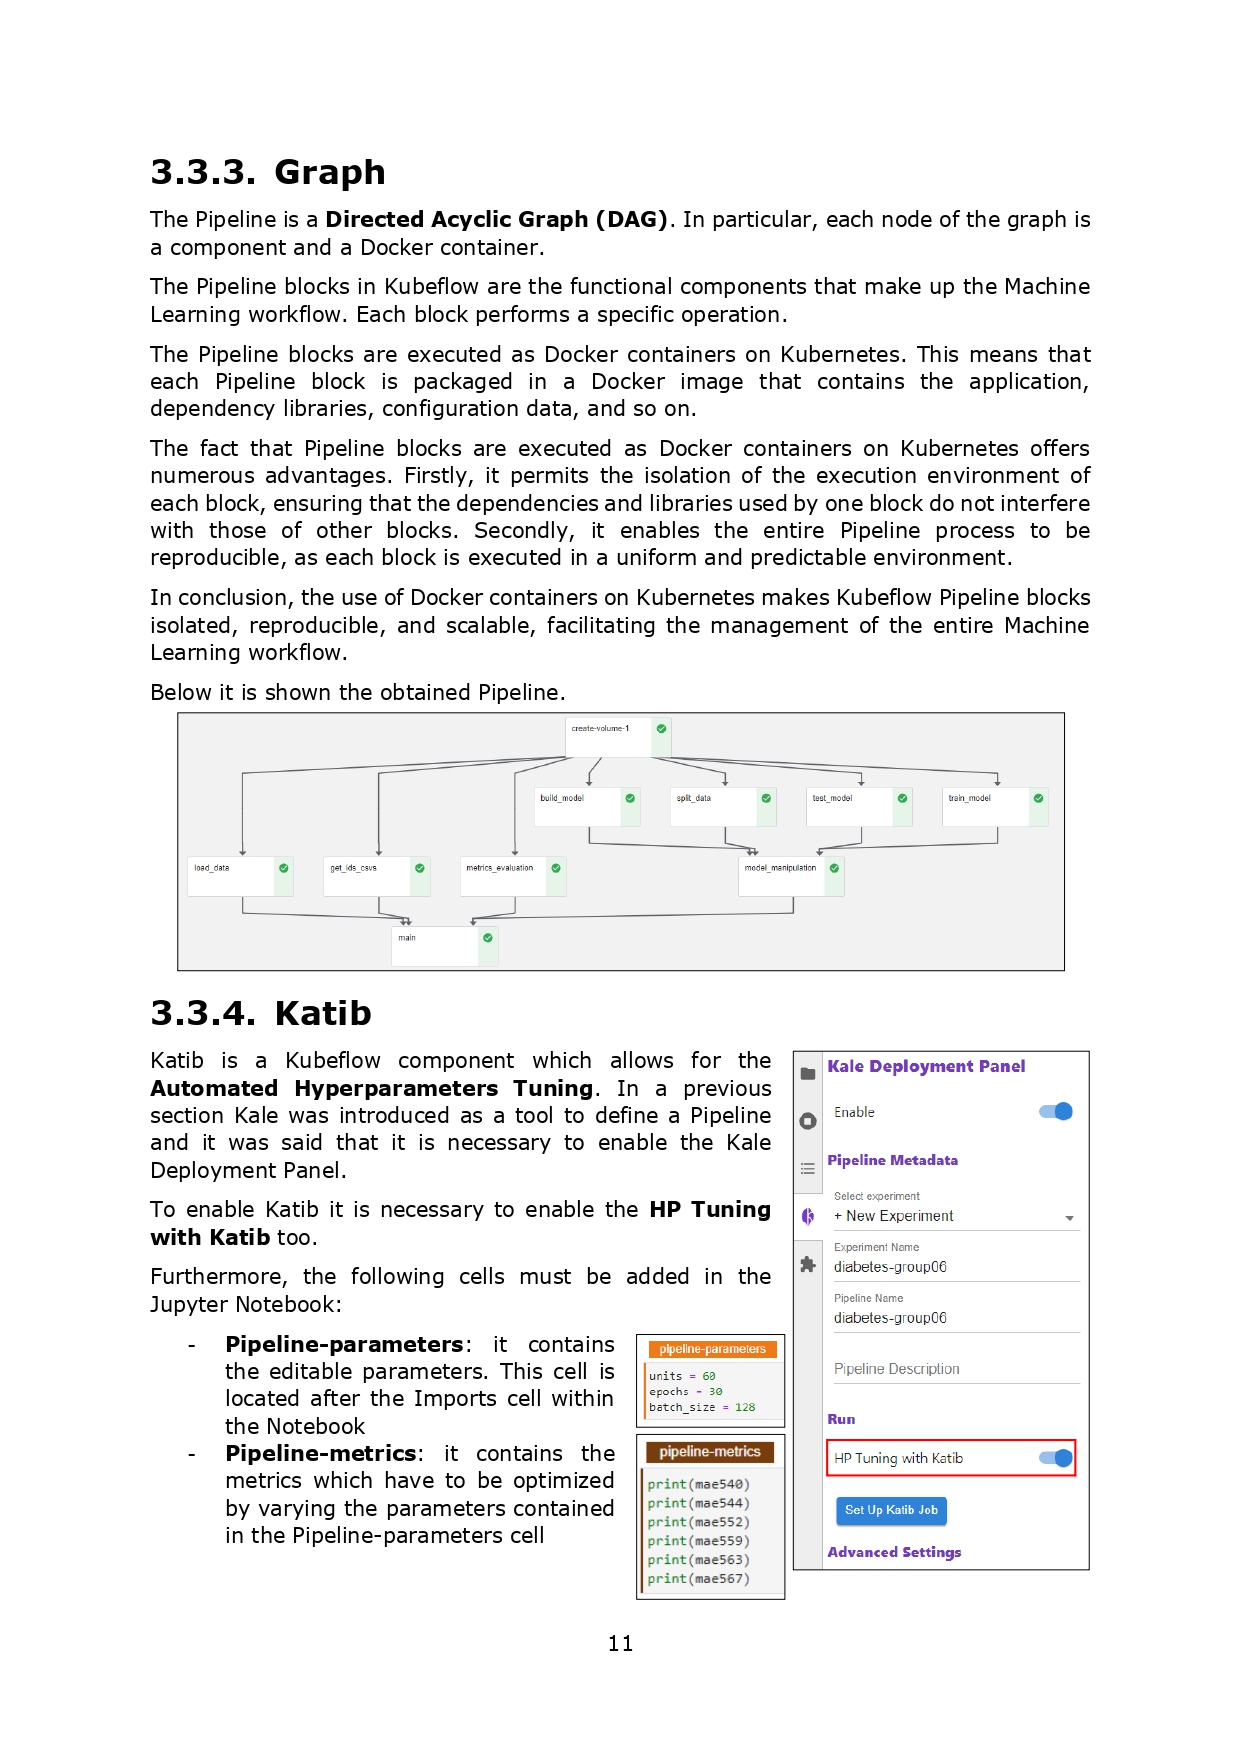 3.3.3. Graph
The Pipeline is a Directed Acyclic Graph (DAG). In particular, each node of the graph is
a component and a Docker container.
The Pipeline blocks in Kubeflow are the functional components that make up the Machine
Learning workflow. Each block performs a specific operation.
The Pipeline blocks are executed as Docker containers on Kubernetes. This means that
each Pipeline block is packaged in a Docker image that contains the application,
dependency libraries, configuration data, and so on.
The fact that Pipeline blocks are executed as Docker containers on Kubernetes offers
numerous advantages. Firstly, it permits the isolation of the execution environment of
each block, ensuring that the dependencies and libraries used by one block do not interfere
with those of other blocks. Secondly, it enables the entire Pipeline process to be
reproducible, as each block is executed in a uniform and predictable environment.
In conclusion, the use of Docker containers on Kubernetes makes Kubeflow Pipeline blocks
isolated, reproducible, and scalable, facilitating the management of the entire Machine
Learning workflow.
Below it is shown the obtained Pipeline.
create-volume-1
build_model
split_data
test_model
train_model
load_data
get_ids_csvs
metrics_evaluation
model_manipulation
main
3.3.4. Katib
Katib is a Kubeflow component which allows for the
Automated Hyperparameters Tuning. In a previous
section Kale was introduced as a tool to define a Pipeline
and it was said that it is necessary to enable the Kale
Deployment Panel.
To enable Katib it is necessary to enable the HP Tuning
with Katib too.
Furthermore, the following cells must be added in the
Jupyter Notebook:
- Pipeline-parameters: it contains
the editable parameters. This cell is
located after the Imports cell within
the Notebook
- Pipeline-metrics: it contains the
metrics which have to be optimized
by varying the parameters contained
in the Pipeline-parameters cell
pipeline-parameters
units = 60
epochs = 30
batch_size = 128
pipeline-metrics
print(mae540)
print(mae544)
print(mae552)
print(mae559)
print(mae563)
print(mae567)
Kale Deployment Panel
Enable
Pipeline Metadata
Select experiment
+ New Experiment
Experiment Name
diabetes-group06
Pipeline Name
diabetes-group06
Pipeline Description
Run
HP Tuning with Katib
Set Up Katib Job
Advanced Settings
11